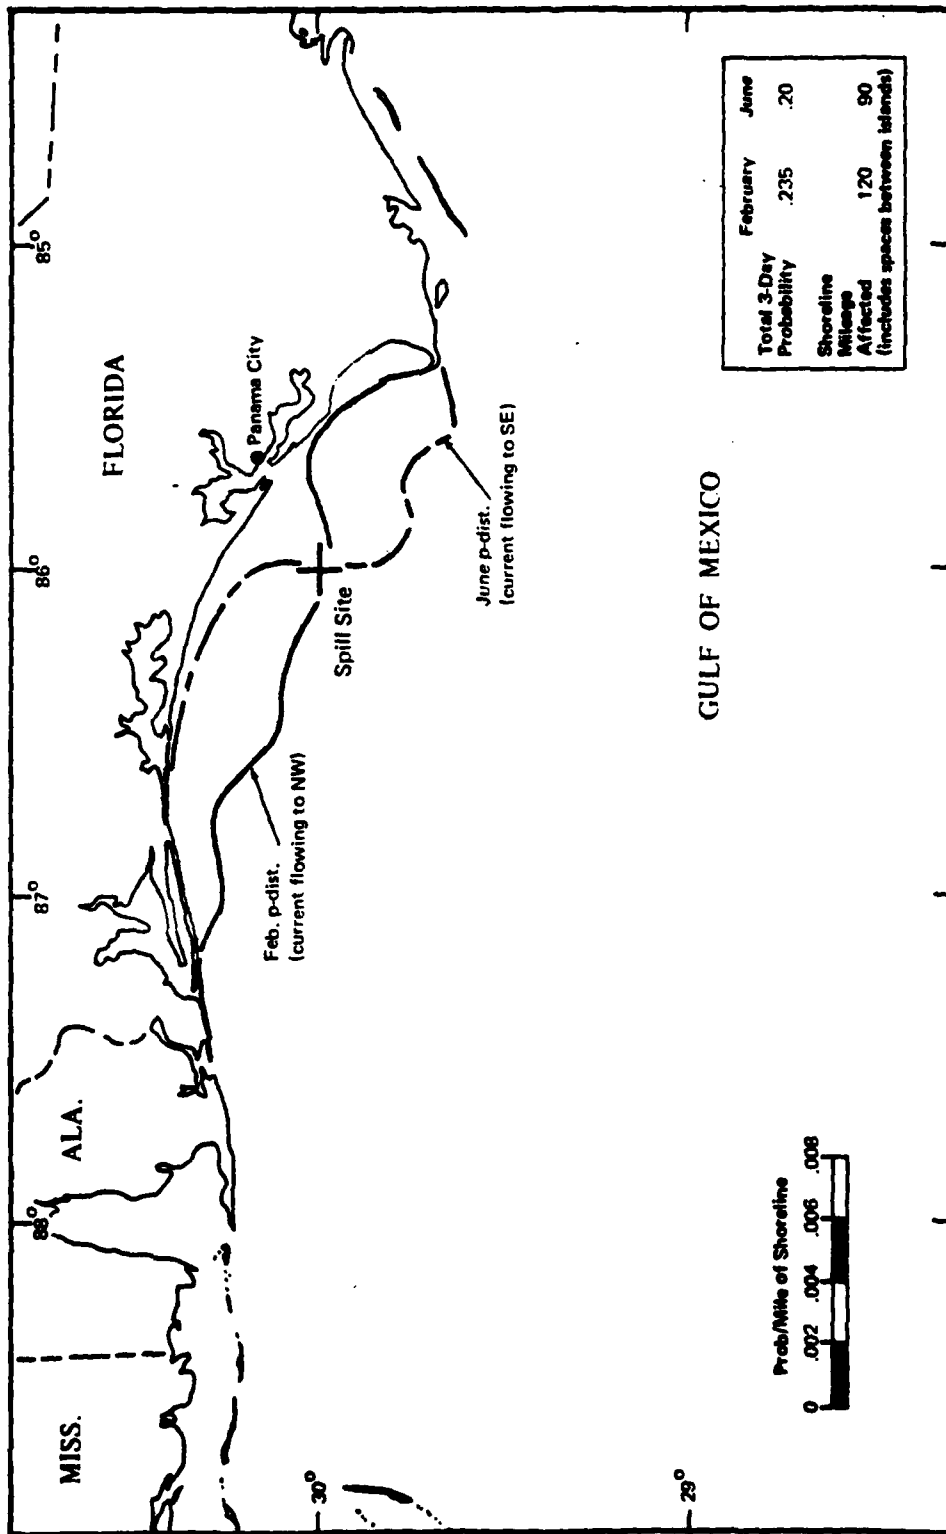 MISS.
ALA.
FLORIDA
88°
87°
86°
85°
Panama City
30°
29°
Spill Site
Feb. p-dist.
(current flowing to NW)
June p-dist.
(current flowing to SE)
GULF OF MEXICO
Prob/Mile of Shoreline
0 .002 .004 .006 .008
February June
Total 3-Day
Probability .235 .20
Shoreline
Mileage
Affected 120 90
(includes spaces between islands)